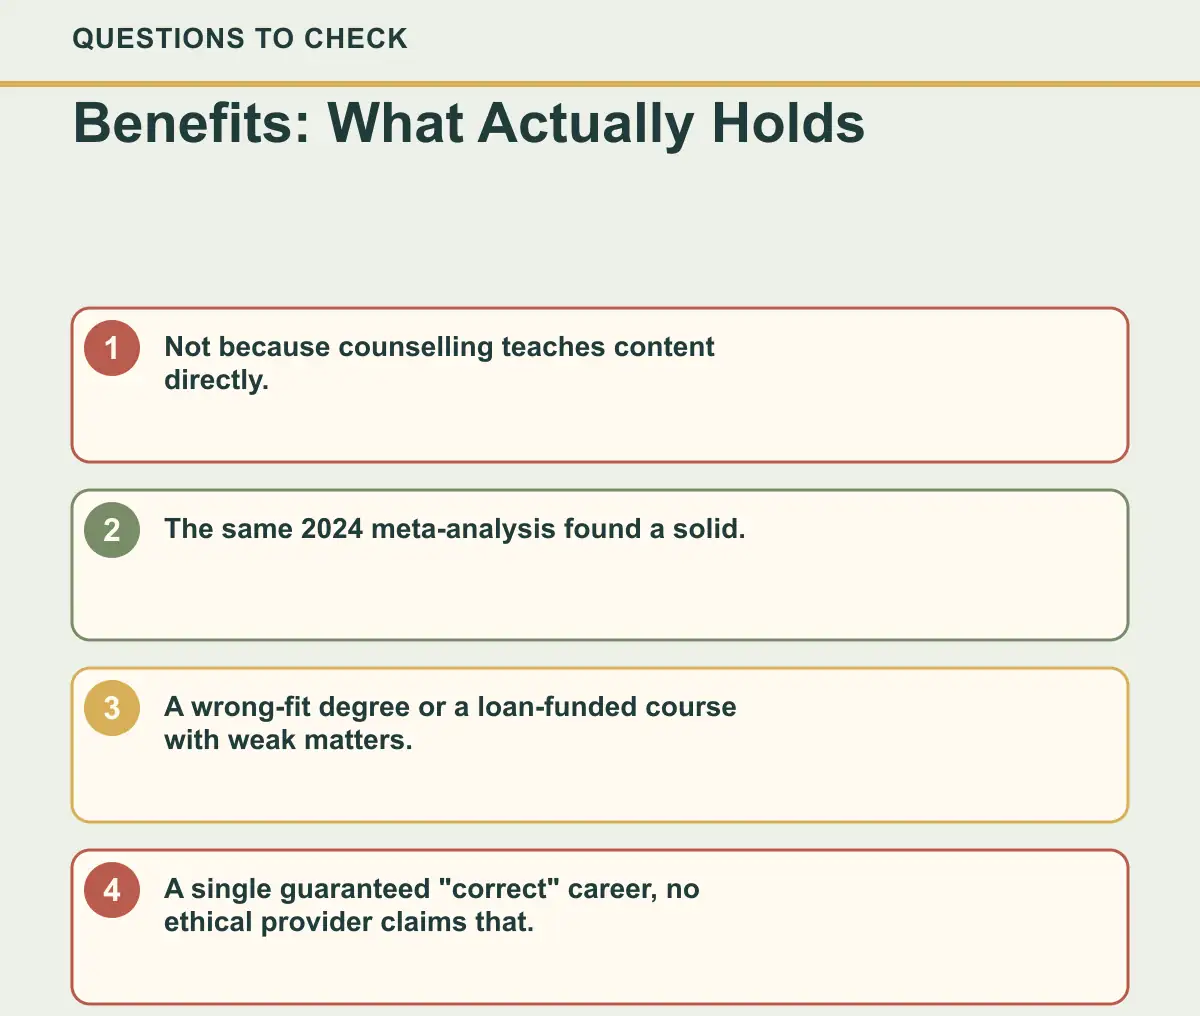 QUESTIONS TO CHECK
Benefits: What Actually Holds
1
Not because counselling teaches content
directly.
2
The same 2024 meta-analysis found a solid.
3
A wrong-fit degree or a loan-funded course
with weak matters.
4
A single guaranteed "correct" career, no
ethical provider claims that.